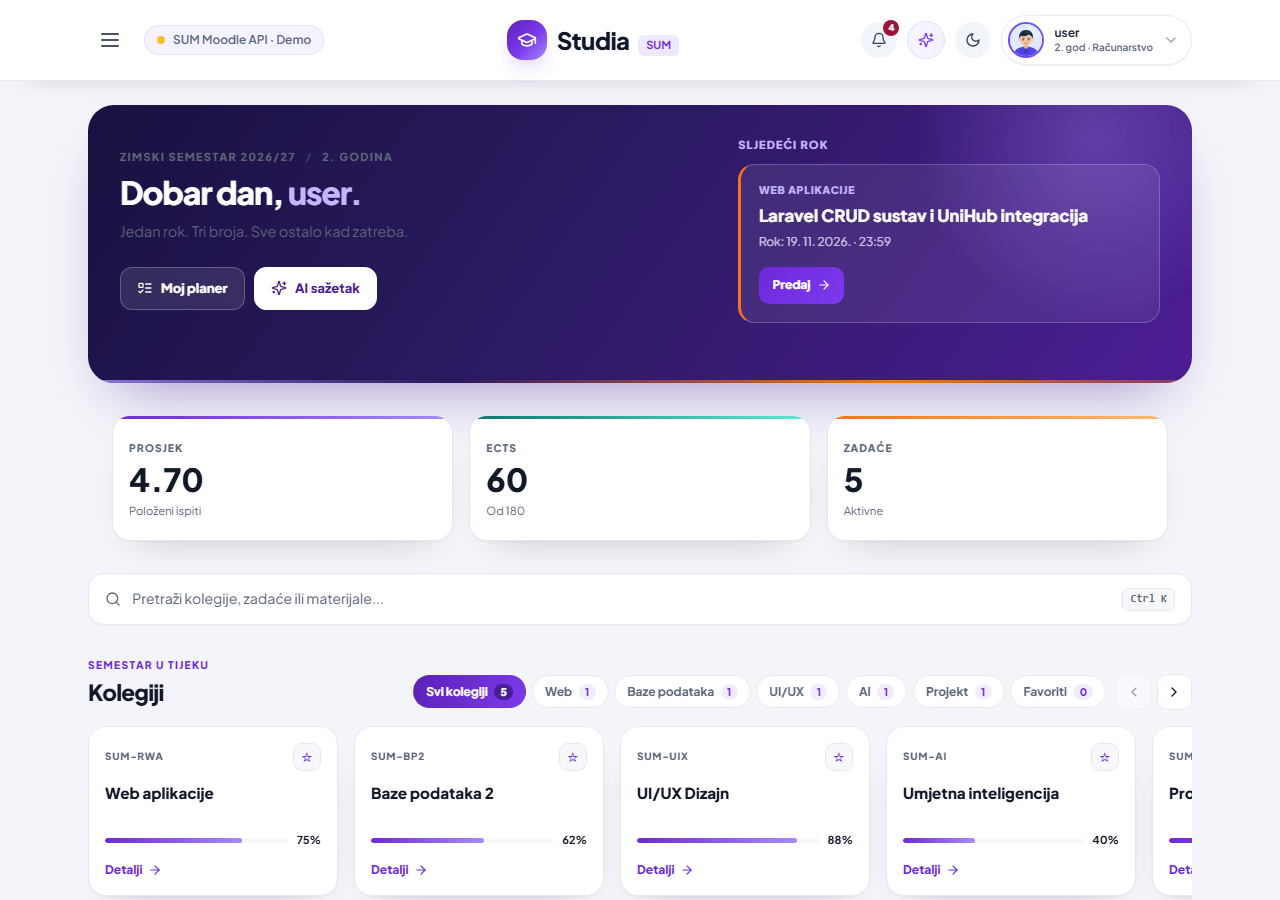 SUM Moodle API · Demo
Studia SUM
4
user
2. god · Računarstvo
ZIMSKI SEMESTAR 2026/27 / 2. GODINA
Dobar dan, user.
Jedan rok. Tri broja. Sve ostalo kad zatreba.
Moj planer
AI sažetak
SLJEDEĆI ROK
WEB APLIKACIJE
Laravel CRUD sustav i UniHub integracija
Rok: 19. 11. 2026. · 23:59
Predaj
PROSJEK
4.70
Položeni ispiti
ECTS
60
Od 180
ZADAĆE
5
Aktivne
Pretraži kolegije, zadaće ili materijale...
Ctrl K
SEMESTAR U TIJEKU
Kolegiji
Svi kolegiji 5
Web 1
Baze podataka 1
UI/UX 1
AI 1
Projekt 1
Favoriti 0
SUM-RWA
Web aplikacije
75%
Detalji
SUM-BP2
Baze podataka 2
62%
Detalji
SUM-UIX
UI/UX Dizajn
88%
Detalji
SUM-AI
Umjetna inteligencija
40%
Detalji
SUM